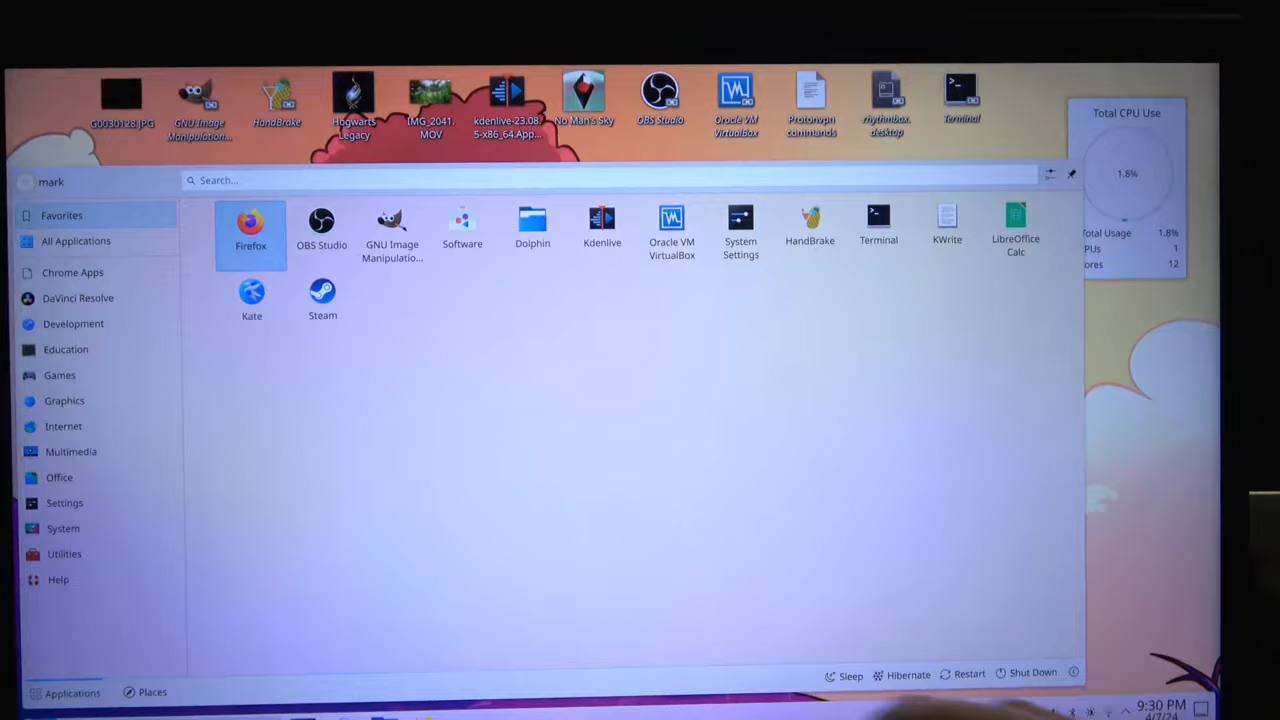 G0030128.JPG
GNU Image
Manipulation...
HandBrake
Hogwarts
Legacy
IMG_2041.
MOV
kdenlive-23.08.
5-x86_64.App...
No Man's Sky
OBS Studio
Oracle VM
VirtualBox
Protonvpn
commands
rhythmbox.
desktop
Terminal
Total CPU Use
1.8%
Total Usage 1.8%
PUs 1
ores 12
mark
Search...
Favorites
All Applications
Chrome Apps
DaVinci Resolve
Development
Education
Games
Graphics
Internet
Multimedia
Office
Settings
System
Utilities
Help
Firefox
OBS Studio
GNU Image
Manipulatio...
Software
Dolphin
Kdenlive
Oracle VM
VirtualBox
System
Settings
HandBrake
Terminal
KWrite
LibreOffice
Calc
Kate
Steam
Applications
Places
Sleep
Hibernate
Restart
Shut Down
9:30 PM
4/7/24